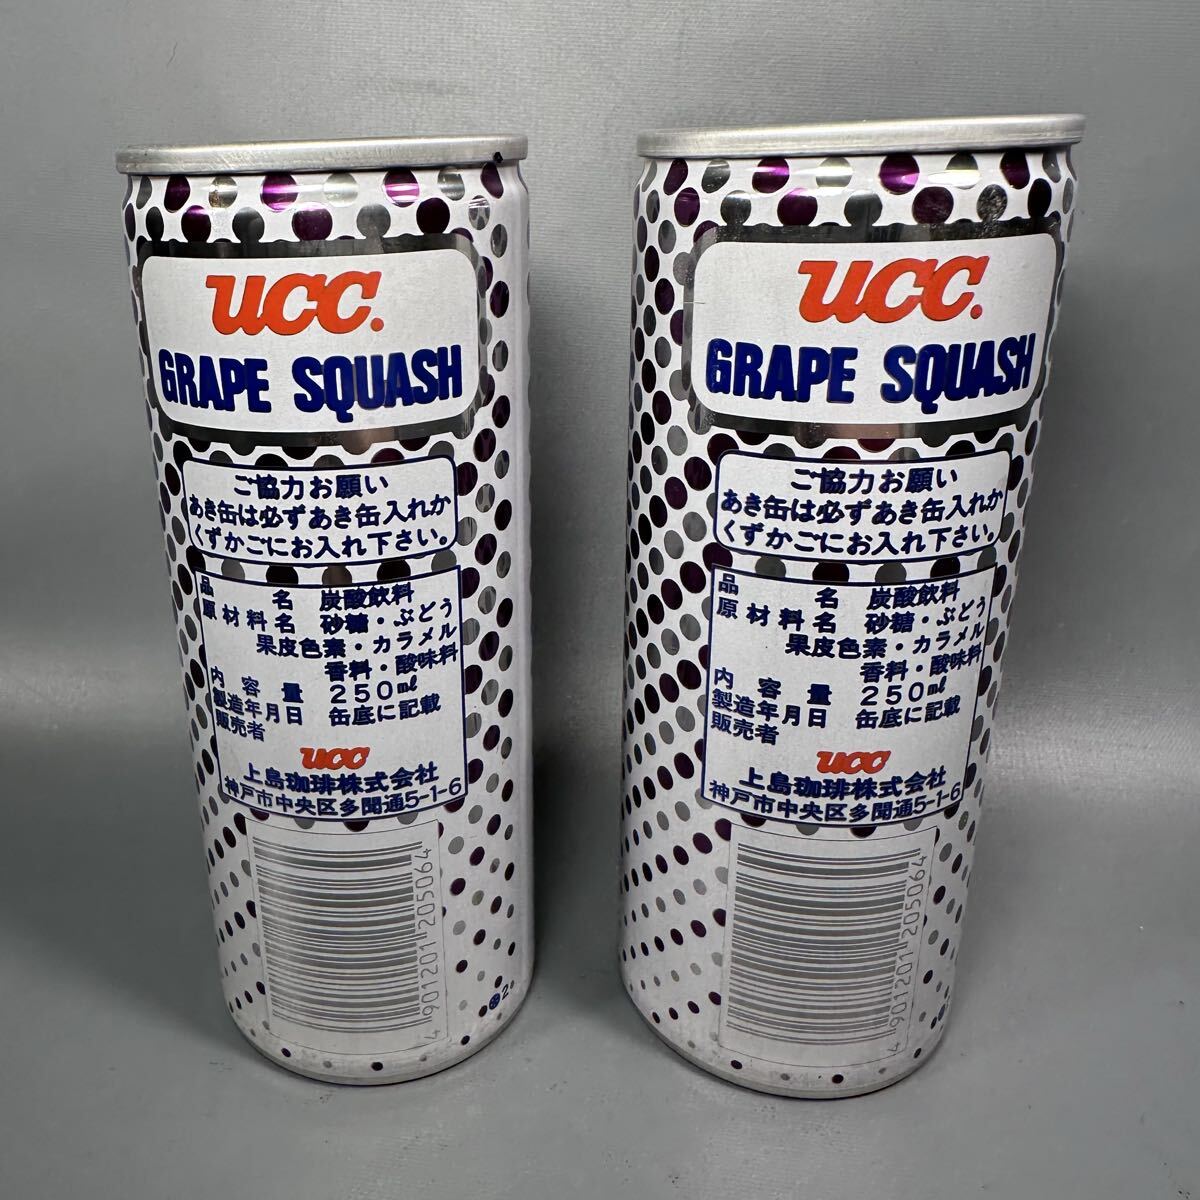 UCC.
GRAPE SQUASH
ご協力お願い
あき缶は必ずあき缶入れか
くずかごにお入れ下さい。
品名 炭酸飲料
原材料名 砂糖・ぶどう
果皮色素・カラメル
香料・酸味料
内容量 250ml
製造年月日 缶底に記載
販売者
UCC
上島珈琲株式会社
神戸市中央区多聞通5-1-6
4901201205064
2
UCC.
GRAPE SQUASH
ご協力お願い
あき缶は必ずあき缶入れか
くずかごにお入れ下さい。
品名 炭酸飲料
原材料名 砂糖・ぶどう
果皮色素・カラメル
香料・酸味料
内容量 250ml
製造年月日 缶底に記載
販売者
UCC
上島珈琲株式会社
神戸市中央区多聞通5-1-6
4901201205064